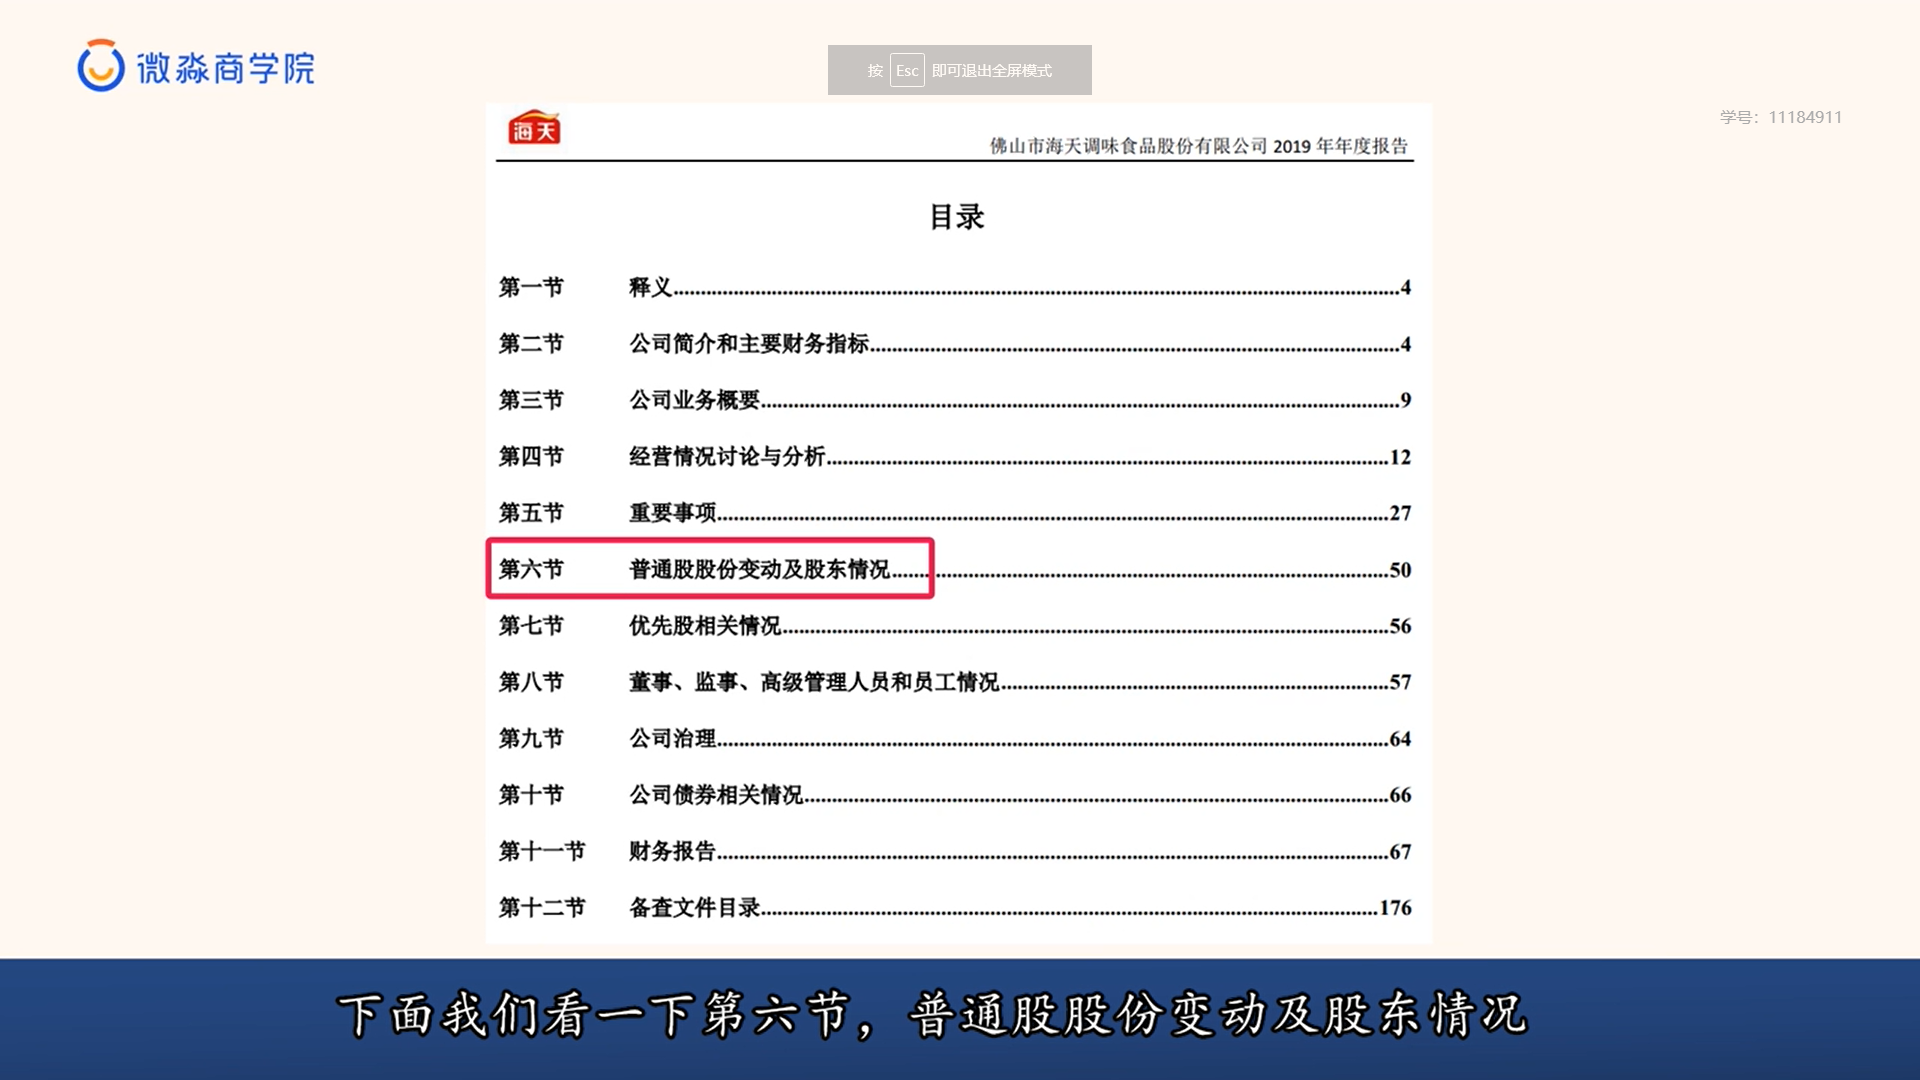 微淼商学院
按 Esc 即可退出全屏模式
学号：11184911
海天
佛山市海天调味食品股份有限公司 2019 年年度报告
目录
第一节 释义........4
第二节 公司简介和主要财务指标........4
第三节 公司业务概要........9
第四节 经营情况讨论与分析........12
第五节 重要事项........27
第六节 普通股股份变动及股东情况........50
第七节 优先股相关情况........56
第八节 董事、监事、高级管理人员和员工情况........57
第九节 公司治理........64
第十节 公司债券相关情况........66
第十一节 财务报告........67
第十二节 备查文件目录........176
下面我们看一下第六节，普通股股份变动及股东情况